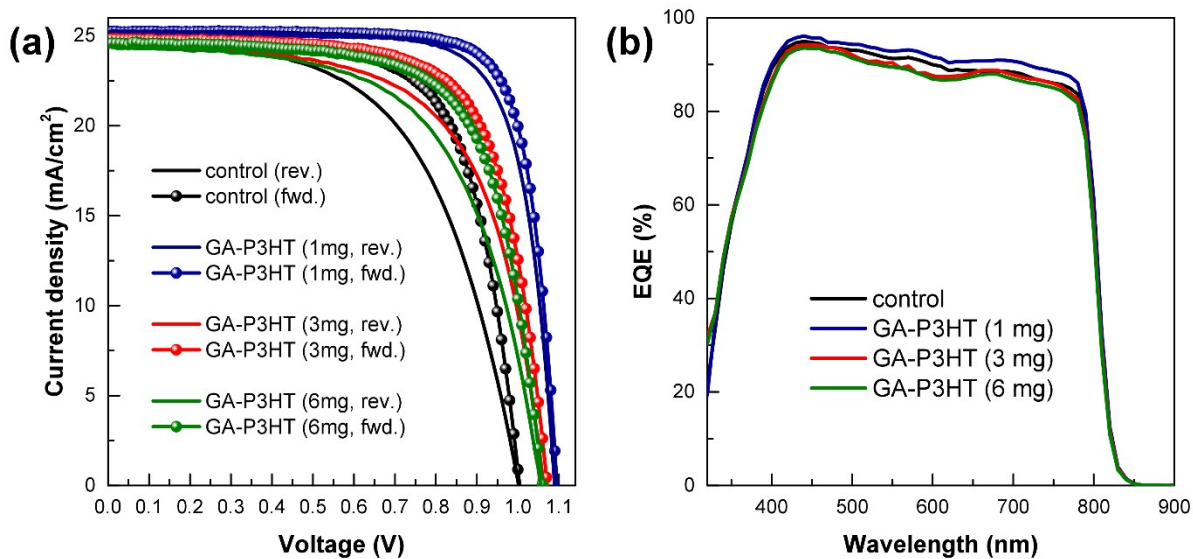 (a)
Current density (mA/cm²)
25
20
15
10
5
0
control (rev.)
control (fwd.)
GA-P3HT (1mg, rev.)
GA-P3HT (1mg, fwd.)
GA-P3HT (3mg, rev.)
GA-P3HT (3mg, fwd.)
GA-P3HT (6mg, rev.)
GA-P3HT (6mg, fwd.)
0.0 0.1 0.2 0.3 0.4 0.5 0.6 0.7 0.8 0.9 1.0 1.1
Voltage (V)
(b)
EQE (%)
100
80
60
40
20
0
control
GA-P3HT (1 mg)
GA-P3HT (3 mg)
GA-P3HT (6 mg)
400 500 600 700 800 900
Wavelength (nm)